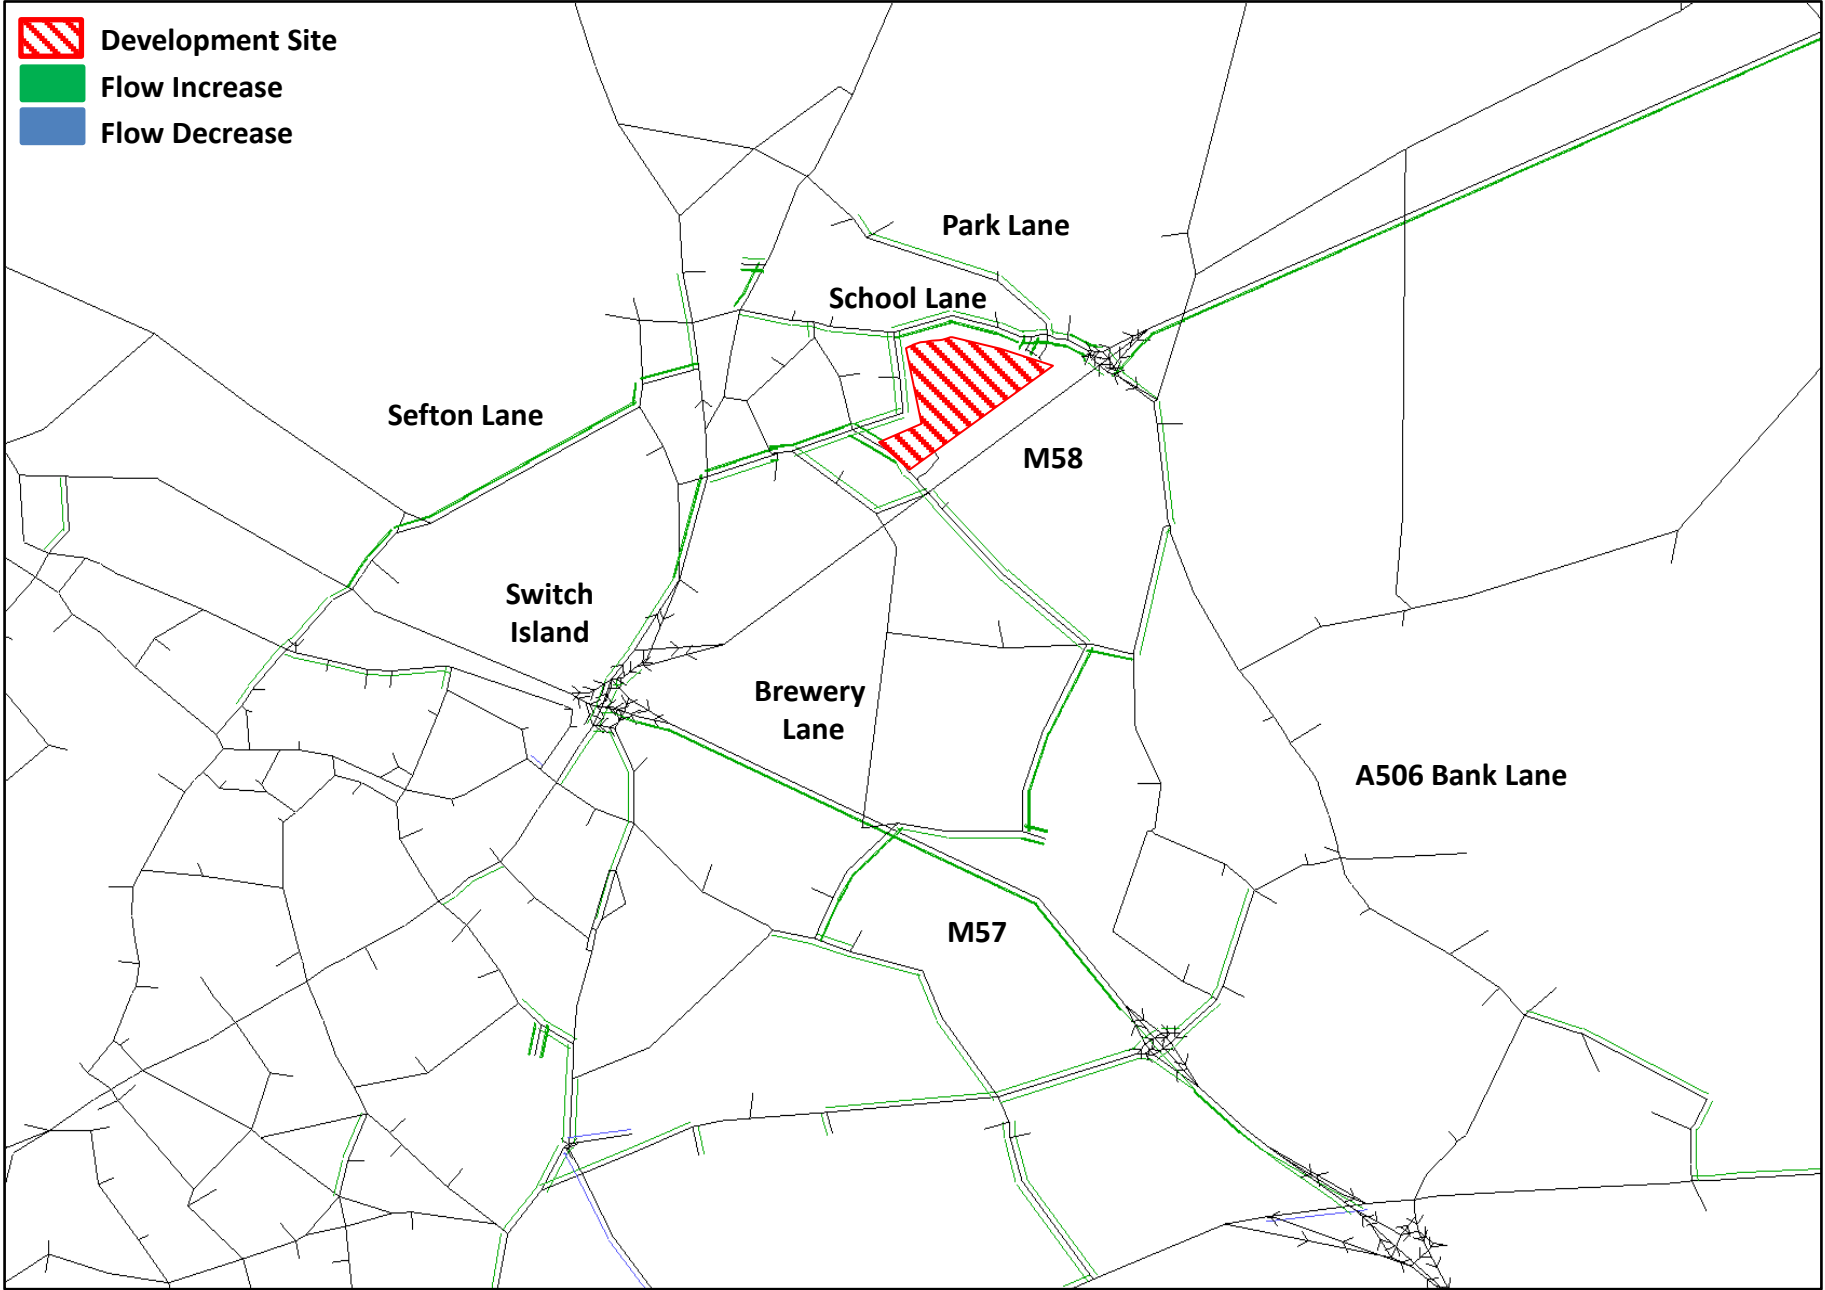 Development Site
Flow Increase
Flow Decrease
Park Lane
School Lane
Sefton Lane
M58
Switch
Island
Brewery
Lane
A506 Bank Lane
M57